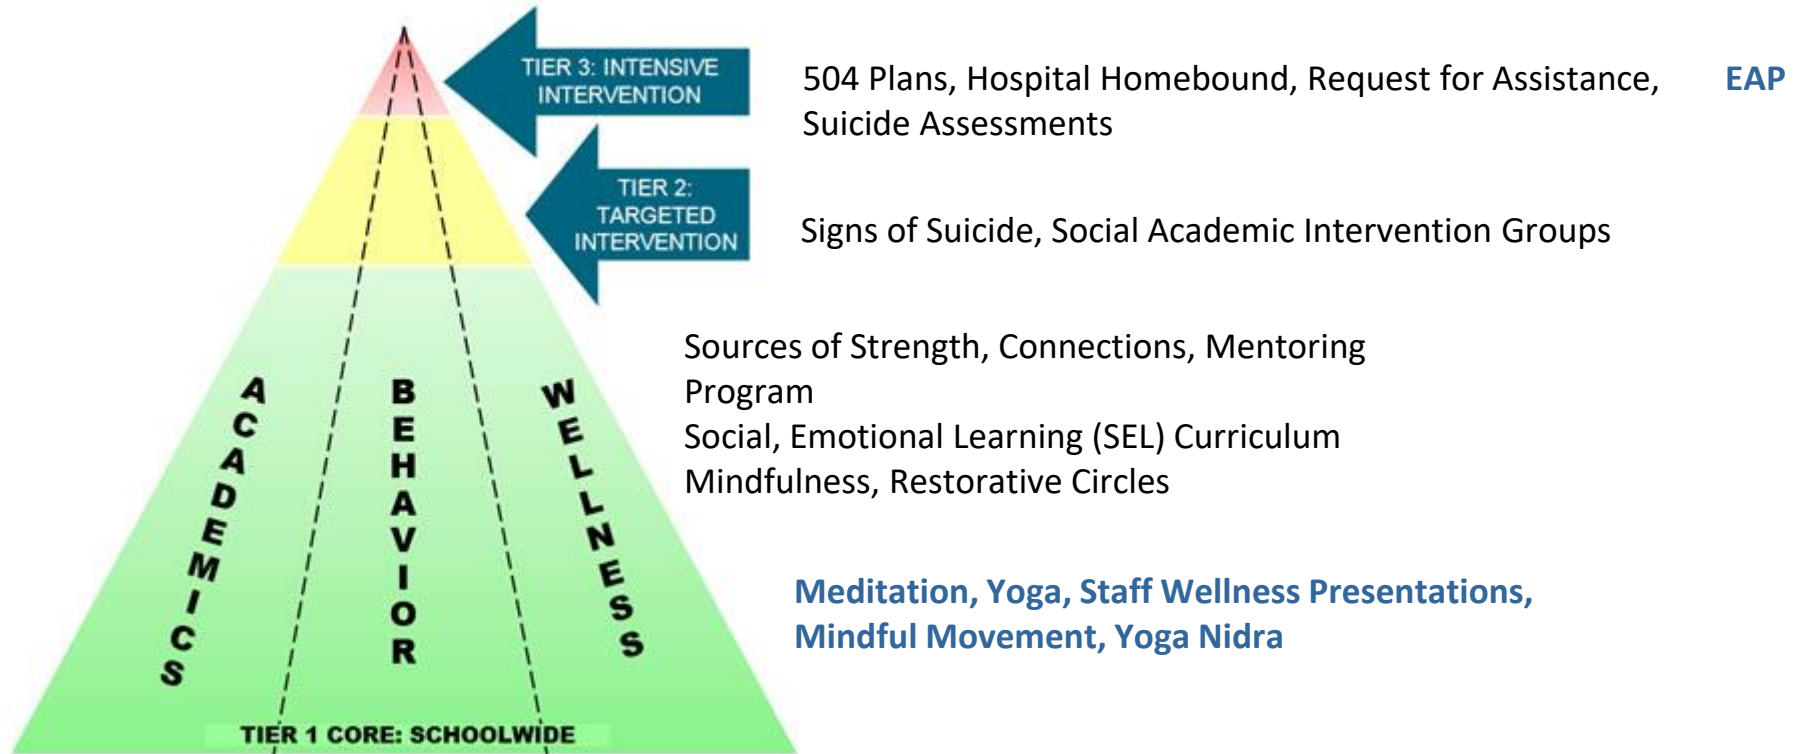 TIER 3: INTENSIVE
INTERVENTION
504 Plans, Hospital Homebound, Request for Assistance,
Suicide Assessments
EAP
TIER 2:
TARGETED
INTERVENTION
Signs of Suicide, Social Academic Intervention Groups
Sources of Strength, Connections, Mentoring
Program
Social, Emotional Learning (SEL) Curriculum
Mindfulness, Restorative Circles
Meditation, Yoga, Staff Wellness Presentations,
Mindful Movement, Yoga Nidra
ACADEMICS
BEHAVIOR
WELLNESS
TIER 1 CORE: SCHOOLWIDE